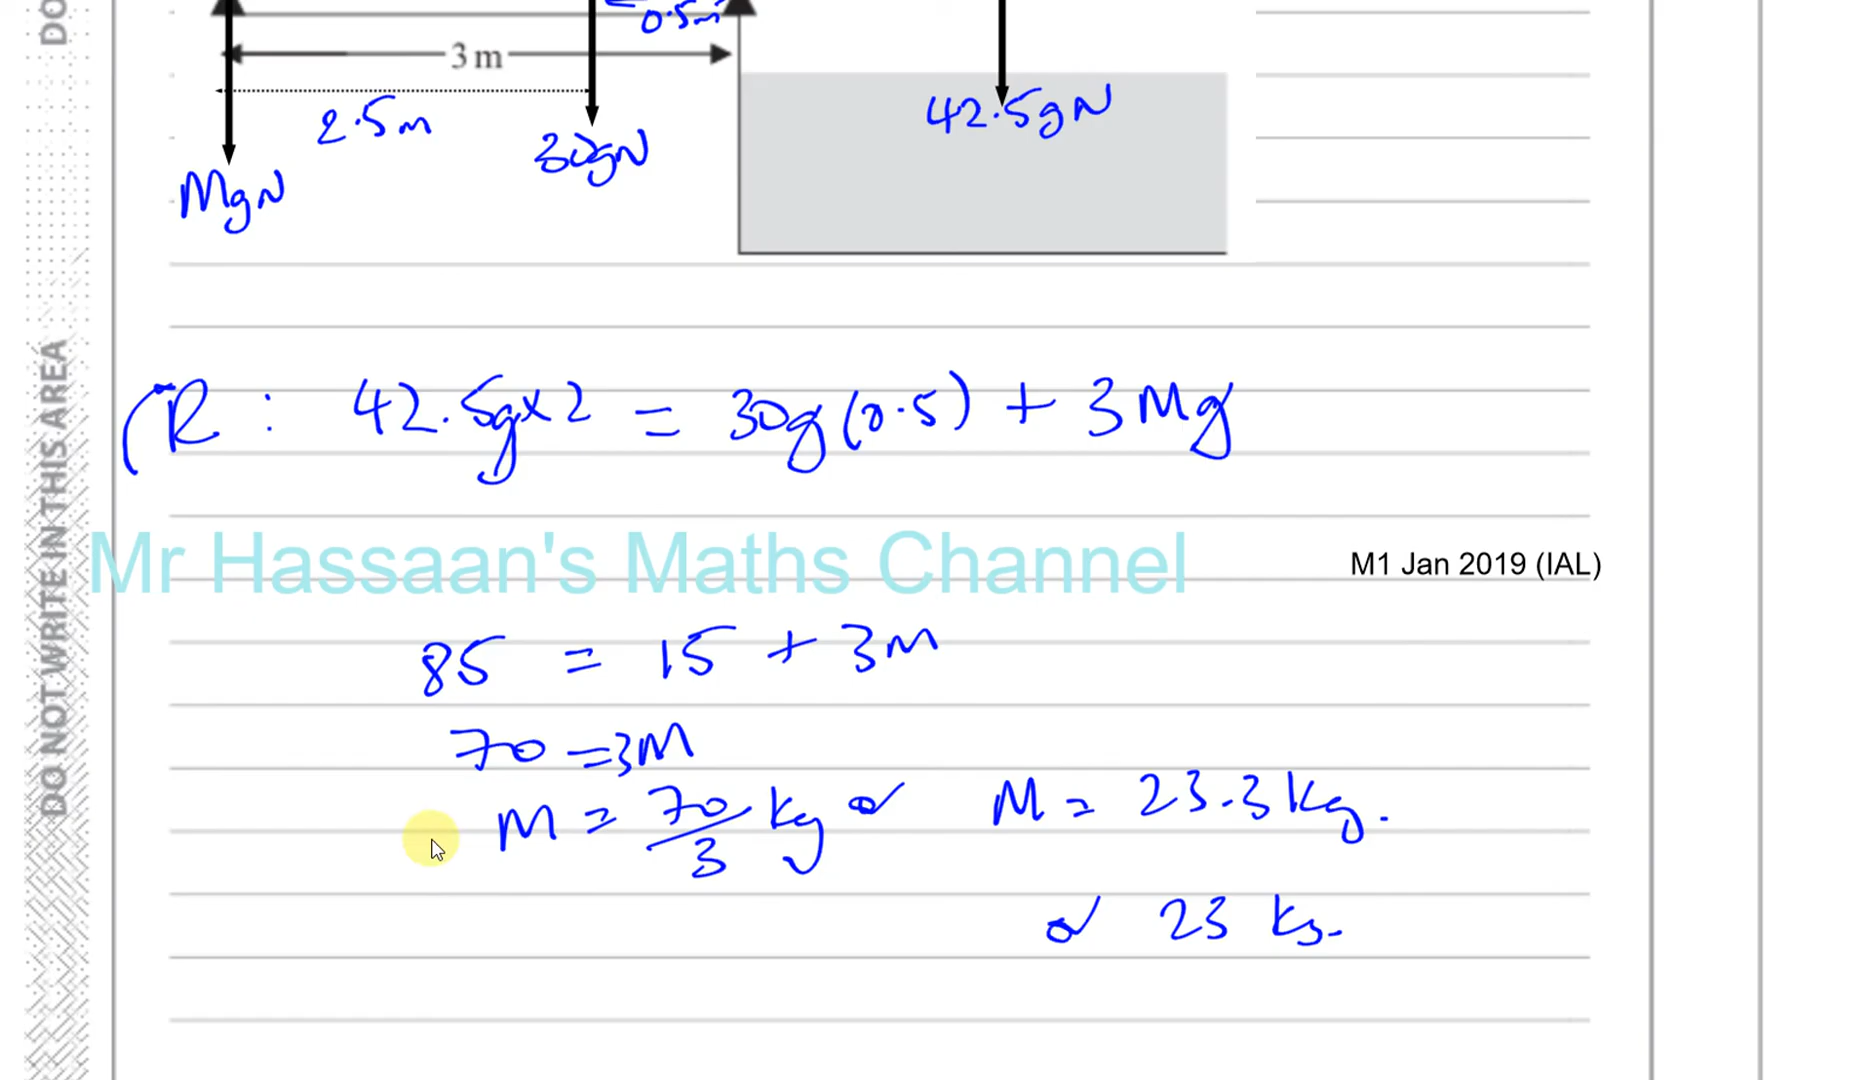 DO
0.5m
3 m
2.5m
42.5gN
30gN
MgN
R : 42.5g×2 = 30g(0.5) + 3Mg
DO NOT WRITE IN THIS AREA
Mr Hassaan's Maths Channel
M1 Jan 2019 (IAL)
85 = 15 + 3M
70 = 3M
M = 70/3 kg or M = 23.3 kg.
or 23 kg.